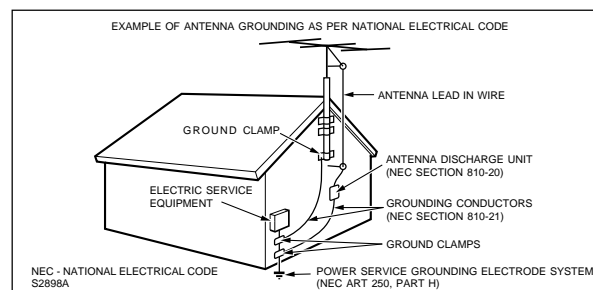 EXAMPLE OF ANTENNA GROUNDING AS PER NATIONAL ELECTRICAL CODE
ANTENNA LEAD IN WIRE
GROUND CLAMP
ANTENNA DISCHARGE UNIT
(NEC SECTION 810-20)
ELECTRIC SERVICE
EQUIPMENT
GROUNDING CONDUCTORS
(NEC SECTION 810-21)
GROUND CLAMPS
POWER SERVICE GROUNDING ELECTRODE SYSTEM
(NEC ART 250, PART H)
NEC - NATIONAL ELECTRICAL CODE
S2898A